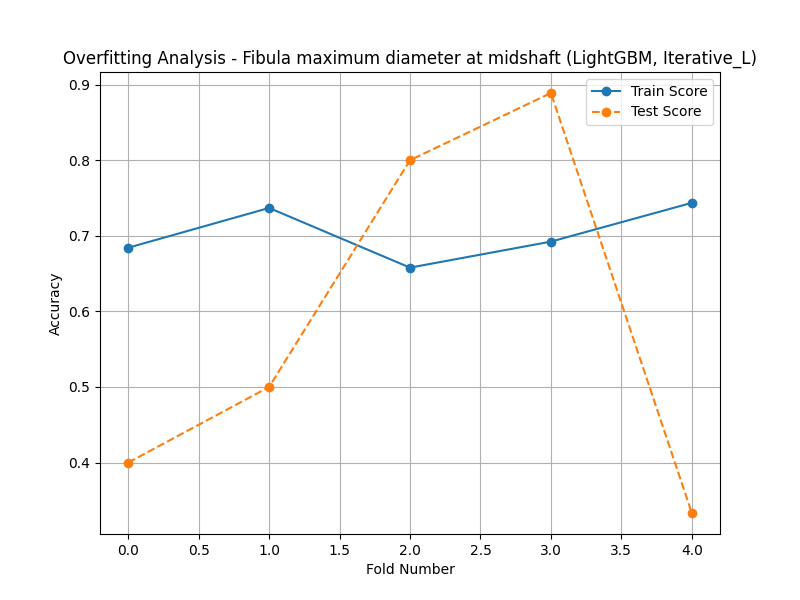 Overfitting Analysis - Fibula maximum diameter at midshaft (LightGBM, Iterative_L)
Train Score
Test Score
Accuracy
0.9
0.8
0.7
0.6
0.5
0.4
0.0 0.5 1.0 1.5 2.0 2.5 3.0 3.5 4.0
Fold Number